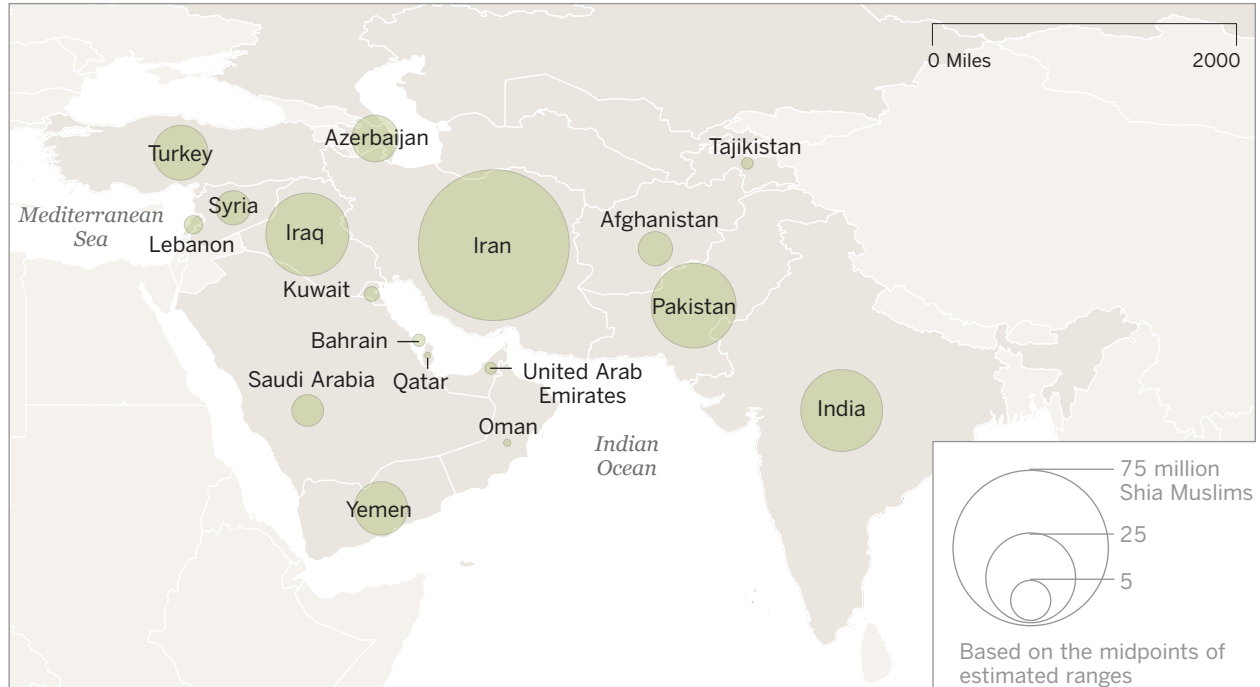 0 Miles 2000
Azerbaijan
Turkey
Tajikistan
Mediterranean
Sea
Syria
Lebanon
Iraq
Iran
Afghanistan
Kuwait
Pakistan
Bahrain
Qatar
United Arab
Emirates
Saudi Arabia
India
Oman
Indian
Ocean
Yemen
75 million
Shia Muslims
25
5
Based on the midpoints of
estimated ranges